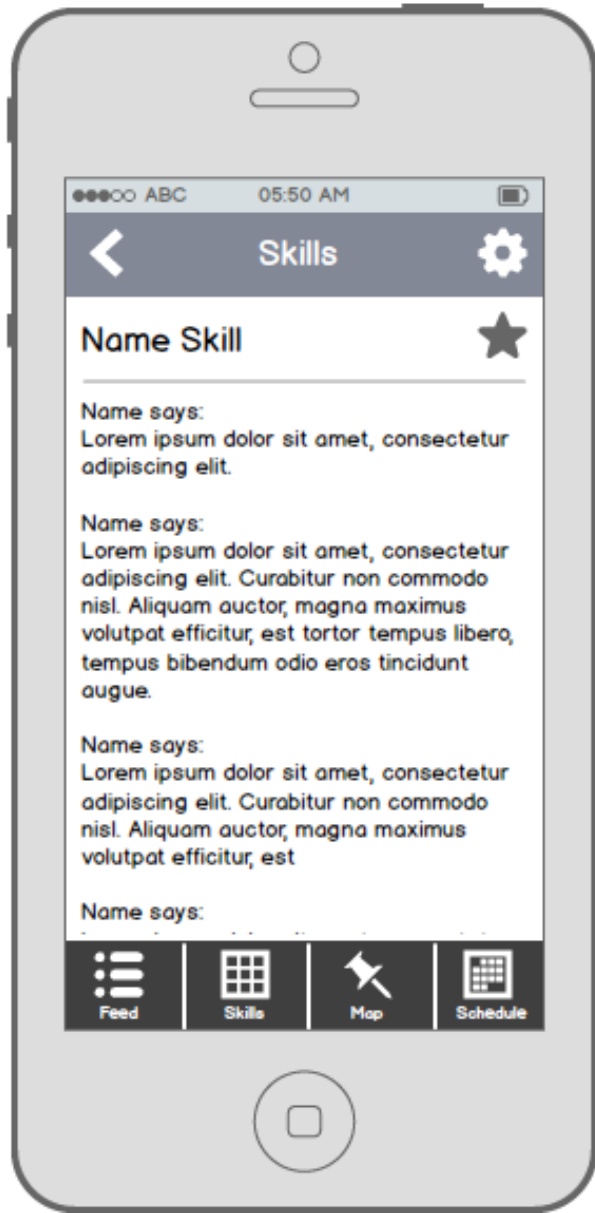 ABC 05:50 AM
Skills
Name Skill
Name says:
Lorem ipsum dolor sit amet, consectetur
adipiscing elit.
Name says:
Lorem ipsum dolor sit amet, consectetur
adipiscing elit. Curabitur non commodo
nisl. Aliquam auctor, magna maximus
volutpat efficitur, est tortor tempus libero,
tempus bibendum odio eros tincidunt
augue.
Name says:
Lorem ipsum dolor sit amet, consectetur
adipiscing elit. Curabitur non commodo
nisl. Aliquam auctor, magna maximus
volutpat efficitur, est
Name says:
Feed Skills Map Schedule